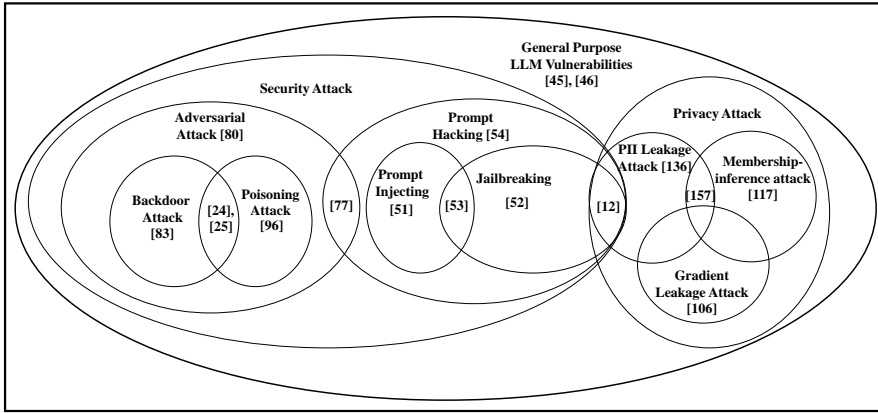 General Purpose
LLM Vulnerabilities
[45], [46]
Security Attack
Adversarial
Attack [80]
Backdoor
Attack
[83]
[24],
[25]
Poisoning
Attack
[96]
[77]
Prompt
Hacking [54]
Prompt
Injecting
[51]
[53]
Jailbreaking
[52]
[12]
Privacy Attack
PII Leakage
Attack [136]
[157]
Membership-
inference attack
[117]
Gradient
Leakage Attack
[106]